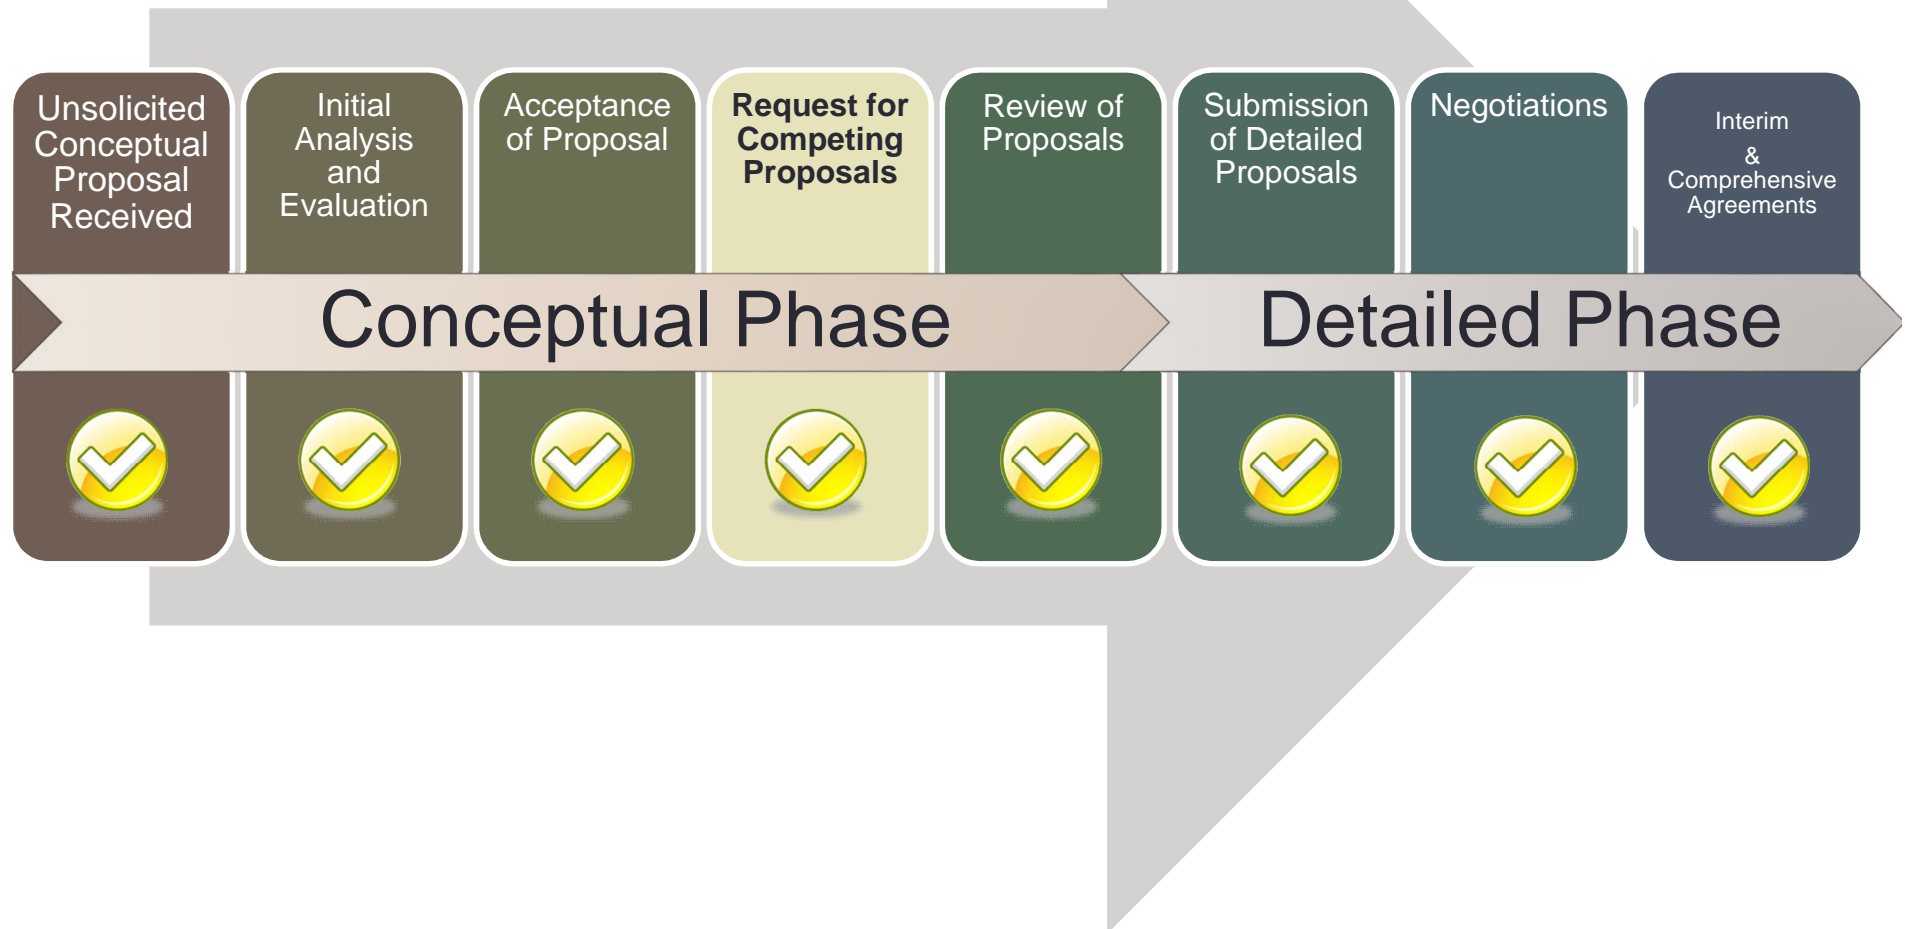 Unsolicited
Conceptual
Proposal
Received
Initial
Analysis
and
Evaluation
Acceptance
of Proposal
Request for
Competing
Proposals
Review of
Proposals
Submission
of Detailed
Proposals
Negotiations
Interim
&
Comprehensive
Agreements
Conceptual Phase
Detailed Phase